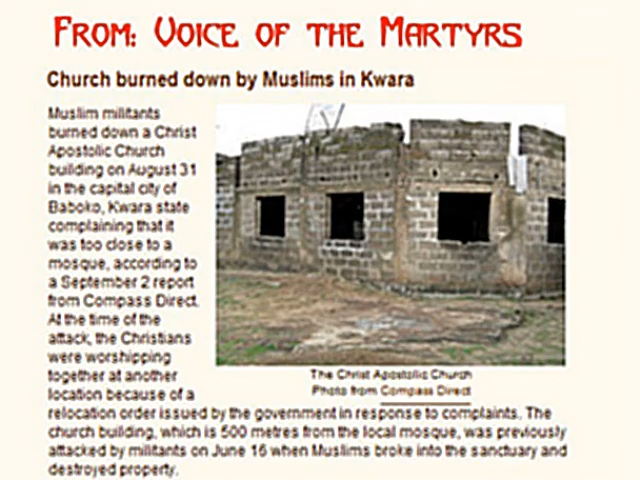 FROM: VOICE OF THE MARTYRS
Church burned down by Muslims in Kwara
Muslim militants
burned down a Christ
Apostolic Church
building on August 31
in the capital city of
Baboko, Kwara state
complaining that it
was too close to a
mosque, according to
a September 2 report
from Compass Direct.
At the time of the
attack, the Christians
were worshipping
together at another
location because of a
relocation order issued by the government in response to complaints. The
church building, which is 500 metres from the local mosque, was previously
attacked by militants on June 16 when Muslims broke into the sanctuary and
destroyed property.
The Christ Apostolic Church
Photo from Compass Direct